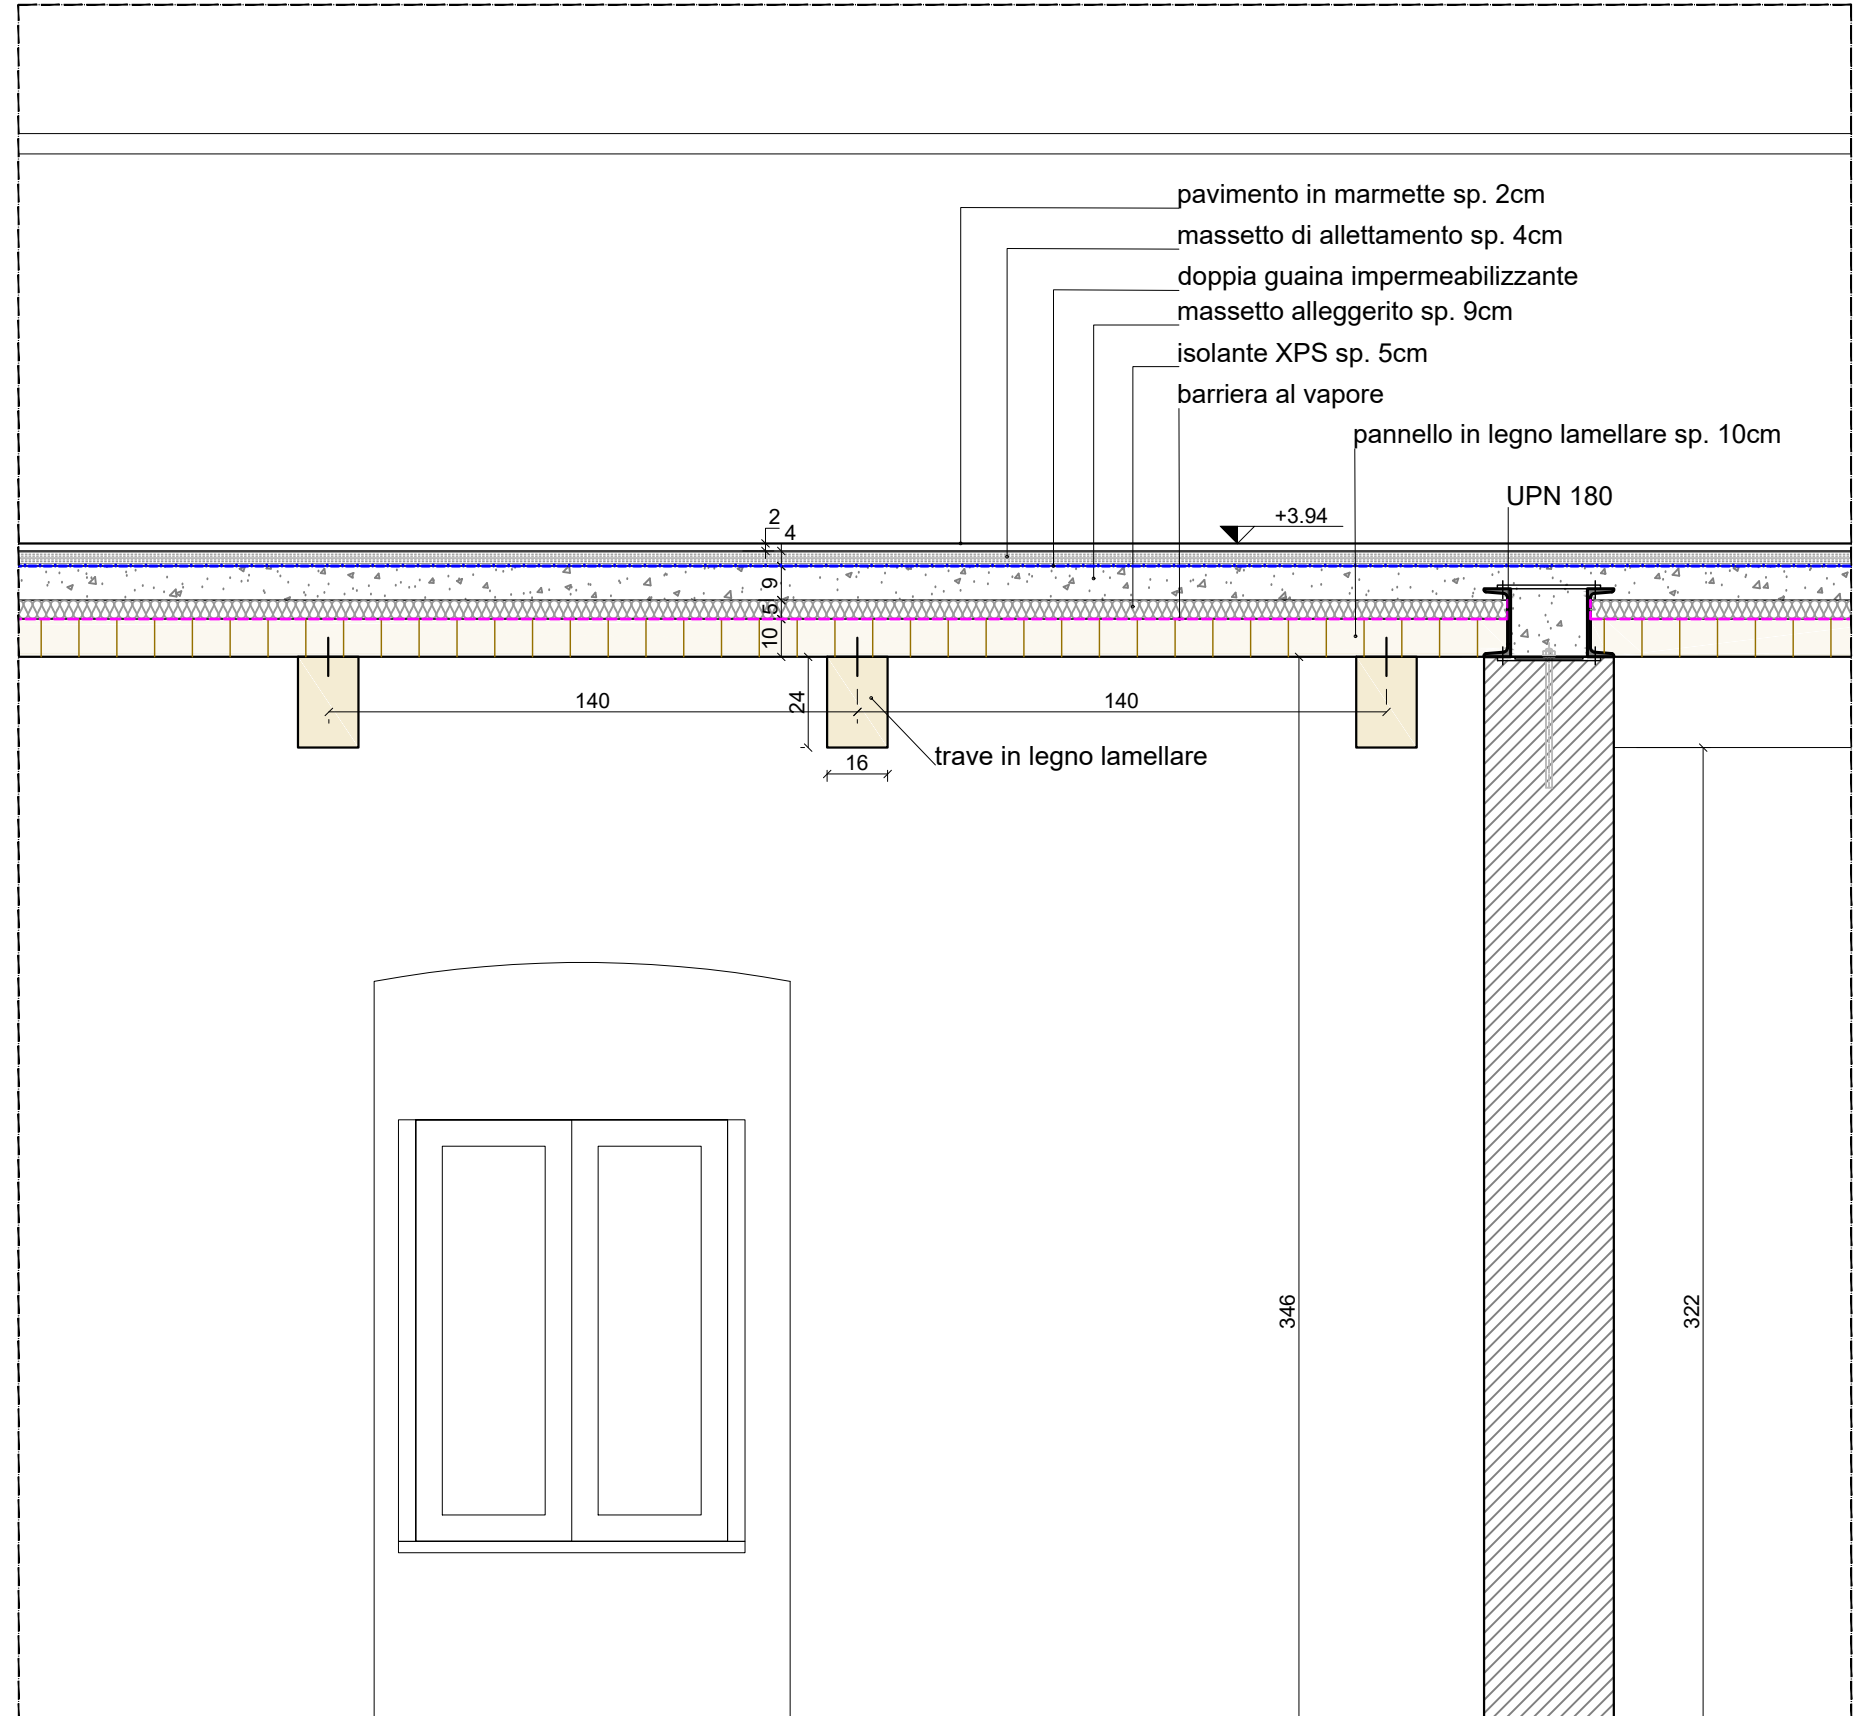 pavimento in marmette sp. 2cm
massetto di allettamento sp. 4cm
doppia guaina impermeabilizzante
massetto alleggerito sp. 9cm
isolante XPS sp. 5cm
barriera al vapore
pannello in legno lamellare sp. 10cm
UPN 180
+3.94
2
4
9
5
10
140
140
24
16
trave in legno lamellare
346
322